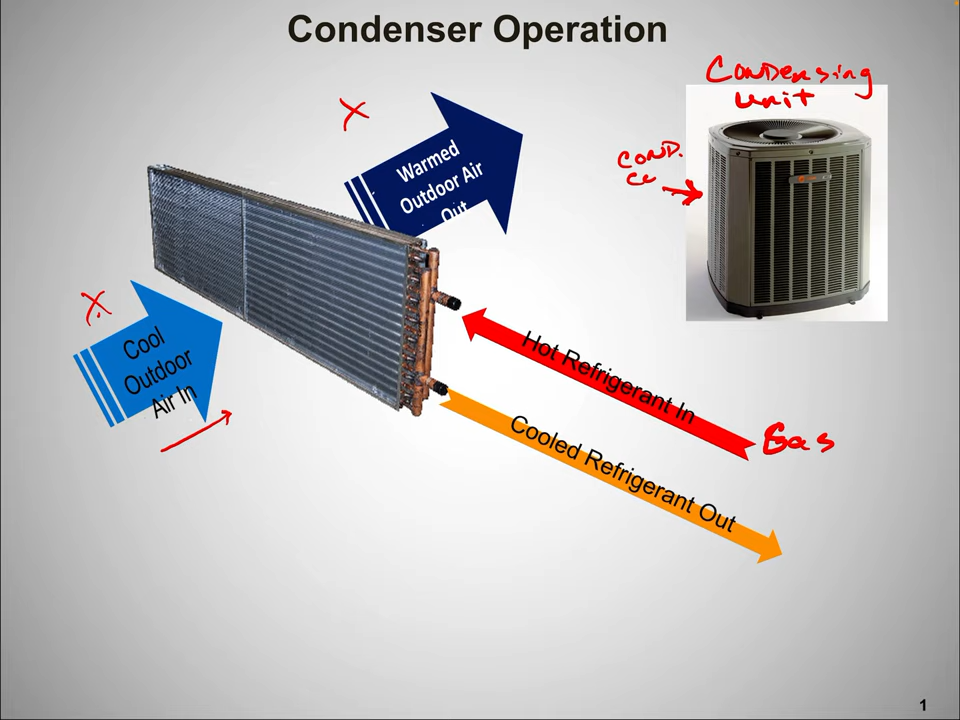 Condenser Operation
Condensing
unit
COND.
Warmed
Outdoor Air
Out
Cool
Outdoor
Air In
Hot Refrigerant In
Gas
Cooled Refrigerant Out
1